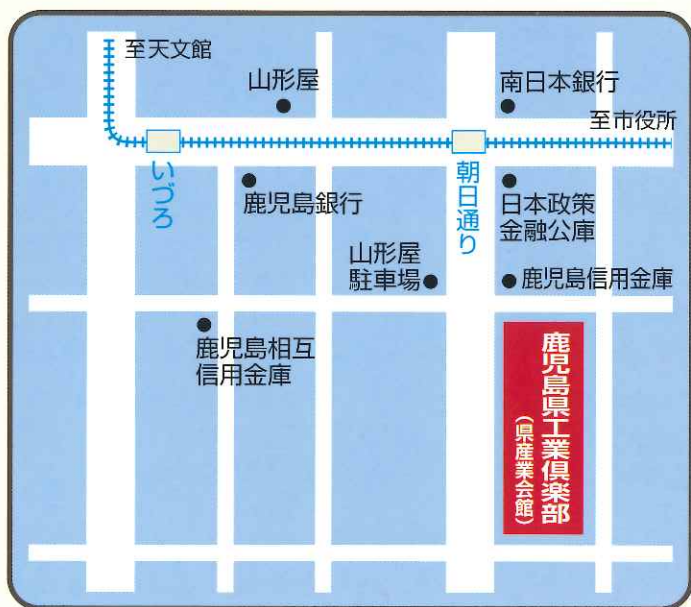 至天文館
山形屋
南日本銀行
至市役所
いづろ
朝日通り
鹿児島銀行
日本政策
金融公庫
山形屋
駐車場
鹿児島信用金庫
鹿児島相互
信用金庫
鹿児島県工業倶楽部
(県産業会館)